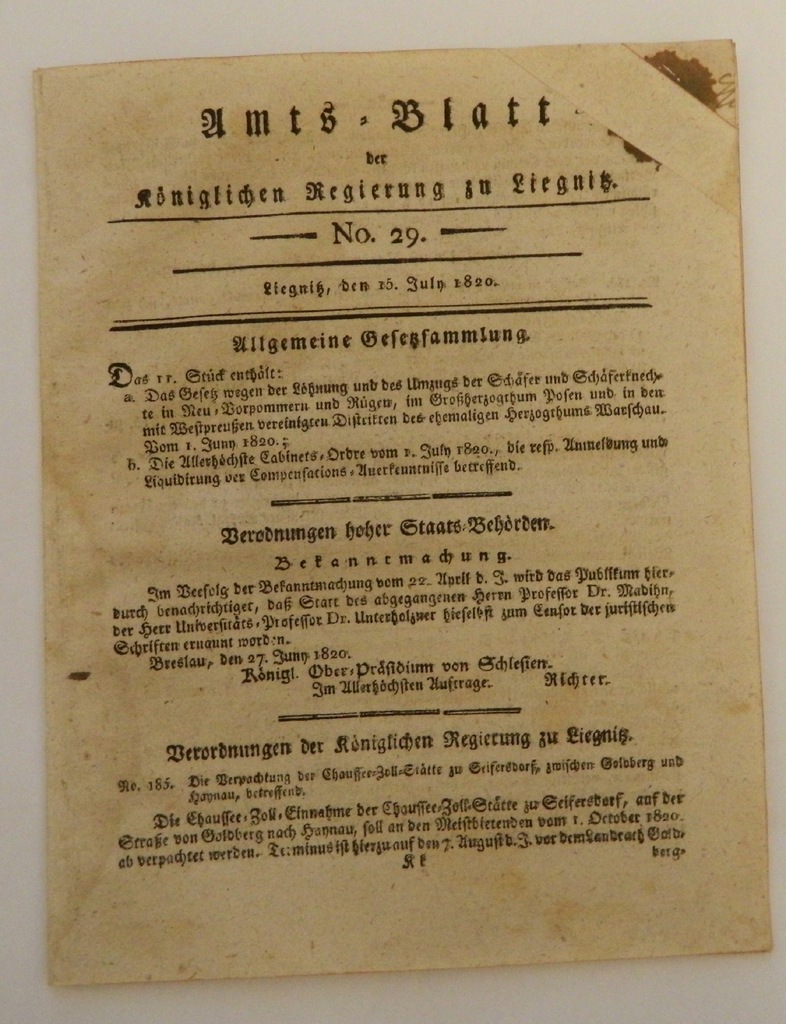 Amts-Blatt
der
Königlichen Regierung zu Liegnitz.
No. 29.
Liegnitz, den 15. July 1820.
Allgemeine Gesetzsammlung.
Das 11. Stück enthält:
a. Das Gesetz wegen der Löhnung und des Umzugs der Schäfer und Schäferknech-
te in Neu-Vorpommern und Rügen, im Großherzogthum Posen und in den
mit Westpreußen vereinigten Distrikten des ehemaligen Herzogthums Warschau.
Vom 1. Juny 1820.;
b. Die Allerhöchste Cabinets-Ordre vom 1. July 1820., die resp. Anmeldung und
Liquidirung der Compensations-Anerkenntnisse betreffend.
Verordnungen hoher Staats-Behörden.
Bekanntmachung.
Im Verfolg der Bekanntmachung vom 22. April d. J. wird das Publikum hier-
durch benachrichtiget, daß Statt des abgegangenen Herrn Professor Dr. Madihn,
der Herr Universitäts-Professor Dr. Unterholzner hieselbst zum Censor der juristischen
Schriften ernannt worden.
Breslau, den 27. Juny 1820.
Königl. Ober-Präsidium von Schlesien.
Im Allerhöchsten Auftrage. Richter.
Verordnungen der Königlichen Regierung zu Liegnitz.
No. 185. Die Verpachtung der Chaussee-Zoll-Stätte zu Seifersdorf, zwischen Goldberg und
Haynau, betreffend.
Die Chaussee-Zoll-Einnahme der Chaussee-Zoll-Stätte zu Seifersdorf, auf der
Straße von Goldberg nach Haynau, soll an den Meistbietenden vom 1. October 1820.
ab verpachtet werden. Terminus ist hierzu auf den 7. August d. J. vor dem Landrath Gold-
Kk berg-